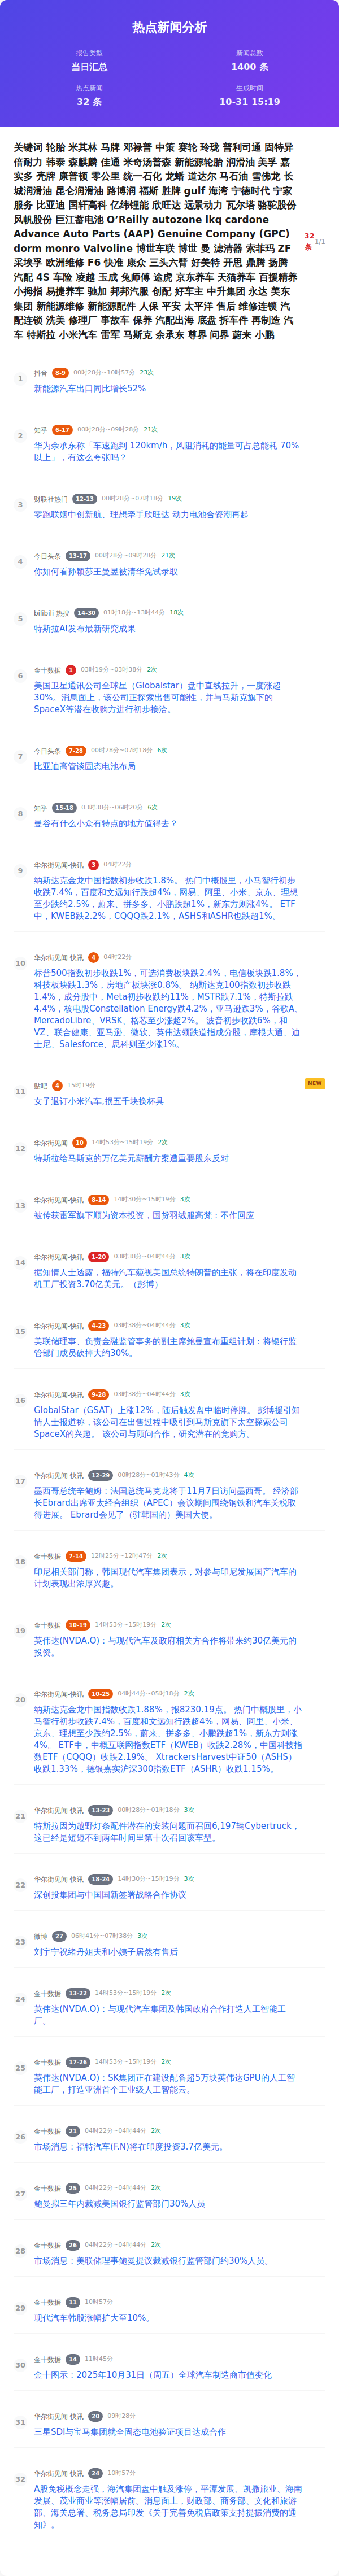 热点新闻分析
报告类型
当日汇总
新闻总数
1400 条
热点新闻
32 条
生成时间
10-31 15:19
关键词 轮胎 米其林 马牌 邓禄普 中策 赛轮 玲珑 普利司通 固特异
倍耐力 韩泰 森麒麟 佳通 米奇汤普森 新能源轮胎 润滑油 美孚 嘉
实多 壳牌 康普顿 零公里 统一石化 龙蟠 道达尔 马石油 雪佛龙 长
城润滑油 昆仑润滑油 路博润 福斯 胜牌 gulf 海湾 宁德时代 宁家
服务 比亚迪 国轩高科 亿纬锂能 欣旺达 远景动力 瓦尔塔 骆驼股份
风帆股份 巨江蓄电池 O’Reilly autozone lkq cardone
Advance Auto Parts (AAP) Genuine Company (GPC)
dorm monro Valvoline 博世车联 博世 曼 滤清器 索菲玛 ZF
采埃孚 欧洲维修 F6 快准 康众 三头六臂 好美特 开思 鼎腾 扬腾
汽配 4S 车险 凌越 玉成 兔师傅 途虎 京东养车 天猫养车 百援精养
小拇指 易捷养车 驰加 邦邦汽服 创配 好车主 中升集团 永达 美东
集团 新能源维修 新能源配件 人保 平安 太平洋 售后 维修连锁 汽
配连锁 洗美 修理厂 事故车 保养 汽配出海 底盘 拆车件 再制造 汽
车 特斯拉 小米汽车 雷军 马斯克 余承东 尊界 问界 蔚来 小鹏
32
条
1/1
1
抖音 8-9 00时28分~10时57分 23次
新能源汽车出口同比增长52%
2
知乎 6-17 00时28分~09时28分 21次
华为余承东称「车速跑到 120km/h，风阻消耗的能量可占总能耗 70%
以上」，有这么夸张吗？
3
财联社热门 12-13 00时28分~07时18分 19次
零跑联姻中创新航、理想牵手欣旺达 动力电池合资潮再起
4
今日头条 13-17 00时28分~09时28分 21次
你如何看孙颖莎王曼昱被清华免试录取
5
bilibili 热搜 14-30 01时18分~13时44分 18次
特斯拉AI发布最新研究成果
6
金十数据 1 03时19分~03时38分 2次
美国卫星通讯公司全球星（Globalstar）盘中直线拉升，一度涨超
30%。消息面上，该公司正探索出售可能性，并与马斯克旗下的
SpaceX等潜在收购方进行初步接洽。
7
今日头条 7-28 00时28分~07时18分 6次
比亚迪高管谈固态电池布局
8
知乎 15-18 03时38分~06时20分 6次
曼谷有什么小众有特点的地方值得去？
9
华尔街见闻-快讯 3 04时22分
纳斯达克金龙中国指数初步收跌1.8%。 热门中概股里，小马智行初步
收跌7.4%，百度和文远知行跌超4%，网易、阿里、小米、京东、理想
至少跌约2.5%，蔚来、拼多多、小鹏跌超1%，新东方则涨4%。 ETF
中，KWEB跌2.2%，CQQQ跌2.1%，ASHS和ASHR也跌超1%。
10
华尔街见闻-快讯 4 04时22分
标普500指数初步收跌1%，可选消费板块跌2.4%，电信板块跌1.8%，
科技板块跌1.3%，房地产板块涨0.8%。 纳斯达克100指数初步收跌
1.4%，成分股中，Meta初步收跌约11%，MSTR跌7.1%，特斯拉跌
4.4%，核电股Constellation Energy跌4.2%，亚马逊跌3%，谷歌A、
MercadoLibre、VRSK、格芯至少涨超2%。 波音初步收跌6%，和
VZ、联合健康、亚马逊、微软、英伟达领跌道指成分股，摩根大通、迪
士尼、Salesforce、思科则至少涨1%。
11
贴吧 4 15时19分
NEW
女子退订小米汽车,损五千块换杯具
12
华尔街见闻 10 14时53分~15时19分 2次
特斯拉给马斯克的万亿美元薪酬方案遭重要股东反对
13
华尔街见闻-快讯 8-14 14时30分~15时19分 3次
被传获雷军旗下顺为资本投资，国货羽绒服高梵：不作回应
14
华尔街见闻-快讯 1-20 03时38分~04时44分 3次
据知情人士透露，福特汽车藐视美国总统特朗普的主张，将在印度发动
机工厂投资3.70亿美元。（彭博）
15
华尔街见闻-快讯 4-23 03时38分~04时44分 3次
美联储理事、负责金融监管事务的副主席鲍曼宣布重组计划：将银行监
管部门成员砍掉大约30%。
16
华尔街见闻-快讯 9-28 03时38分~04时44分 3次
GlobalStar（GSAT）上涨12%，随后触发盘中临时停牌。 彭博援引知
情人士报道称，该公司在出售过程中吸引到马斯克旗下太空探索公司
SpaceX的兴趣。 该公司与顾问合作，研究潜在的竞购方。
17
华尔街见闻-快讯 12-29 00时28分~01时43分 4次
墨西哥总统辛鲍姆：法国总统马克龙将于11月7日访问墨西哥。 经济部
长Ebrard出席亚太经合组织（APEC）会议期间围绕钢铁和汽车关税取
得进展。 Ebrard会见了（驻韩国的）美国大使。
18
金十数据 7-14 12时25分~12时47分 2次
印尼相关部门称，韩国现代汽车集团表示，对参与印尼发展国产汽车的
计划表现出浓厚兴趣。
19
金十数据 10-19 14时53分~15时19分 2次
英伟达(NVDA.O)：与现代汽车及政府相关方合作将带来约30亿美元的
投资。
20
华尔街见闻-快讯 10-25 04时44分~05时18分 2次
纳斯达克金龙中国指数收跌1.88%，报8230.19点。 热门中概股里，小
马智行初步收跌7.4%，百度和文远知行跌超4%，网易、阿里、小米、
京东、理想至少跌约2.5%，蔚来、拼多多、小鹏跌超1%，新东方则涨
4%。 ETF中，中概互联网指数ETF（KWEB）收跌2.28%，中国科技指
数ETF（CQQQ）收跌2.19%。 XtrackersHarvest中证50（ASHS）
收跌1.33%，德银嘉实沪深300指数ETF（ASHR）收跌1.15%。
21
华尔街见闻-快讯 13-23 00时28分~01时18分 3次
特斯拉因为越野灯条配件潜在的安装问题而召回6,197辆Cybertruck，
这已经是短短不到两年时间里第十次召回该车型。
22
华尔街见闻-快讯 18-24 14时30分~15时19分 3次
深创投集团与中国国新签署战略合作协议
23
微博 27 06时41分~07时38分 3次
刘宇宁祝绪丹姐夫和小姨子居然有售后
24
金十数据 13-22 14时53分~15时19分 2次
英伟达(NVDA.O)：与现代汽车集团及韩国政府合作打造人工智能工
厂。
25
金十数据 17-26 14时53分~15时19分 2次
英伟达(NVDA.O)：SK集团正在建设配备超5万块英伟达GPU的人工智
能工厂，打造亚洲首个工业级人工智能云。
26
金十数据 21 04时22分~04时44分 2次
市场消息：福特汽车(F.N)将在印度投资3.7亿美元。
27
金十数据 25 04时22分~04时44分 2次
鲍曼拟三年内裁减美国银行监管部门30%人员
28
金十数据 26 04时22分~04时44分 2次
市场消息：美联储理事鲍曼提议裁减银行监管部门约30%人员。
29
金十数据 11 10时57分
现代汽车韩股涨幅扩大至10%。
30
金十数据 14 11时45分
金十图示：2025年10月31日（周五）全球汽车制造商市值变化
31
华尔街见闻-快讯 20 09时28分
三星SDI与宝马集团就全固态电池验证项目达成合作
32
华尔街见闻-快讯 24 10时57分
A股免税概念走强，海汽集团盘中触及涨停，平潭发展、凯撒旅业、海南
发展、茂业商业等涨幅居前。消息面上，财政部、商务部、文化和旅游
部、海关总署、税务总局印发《关于完善免税店政策支持提振消费的通
知》。